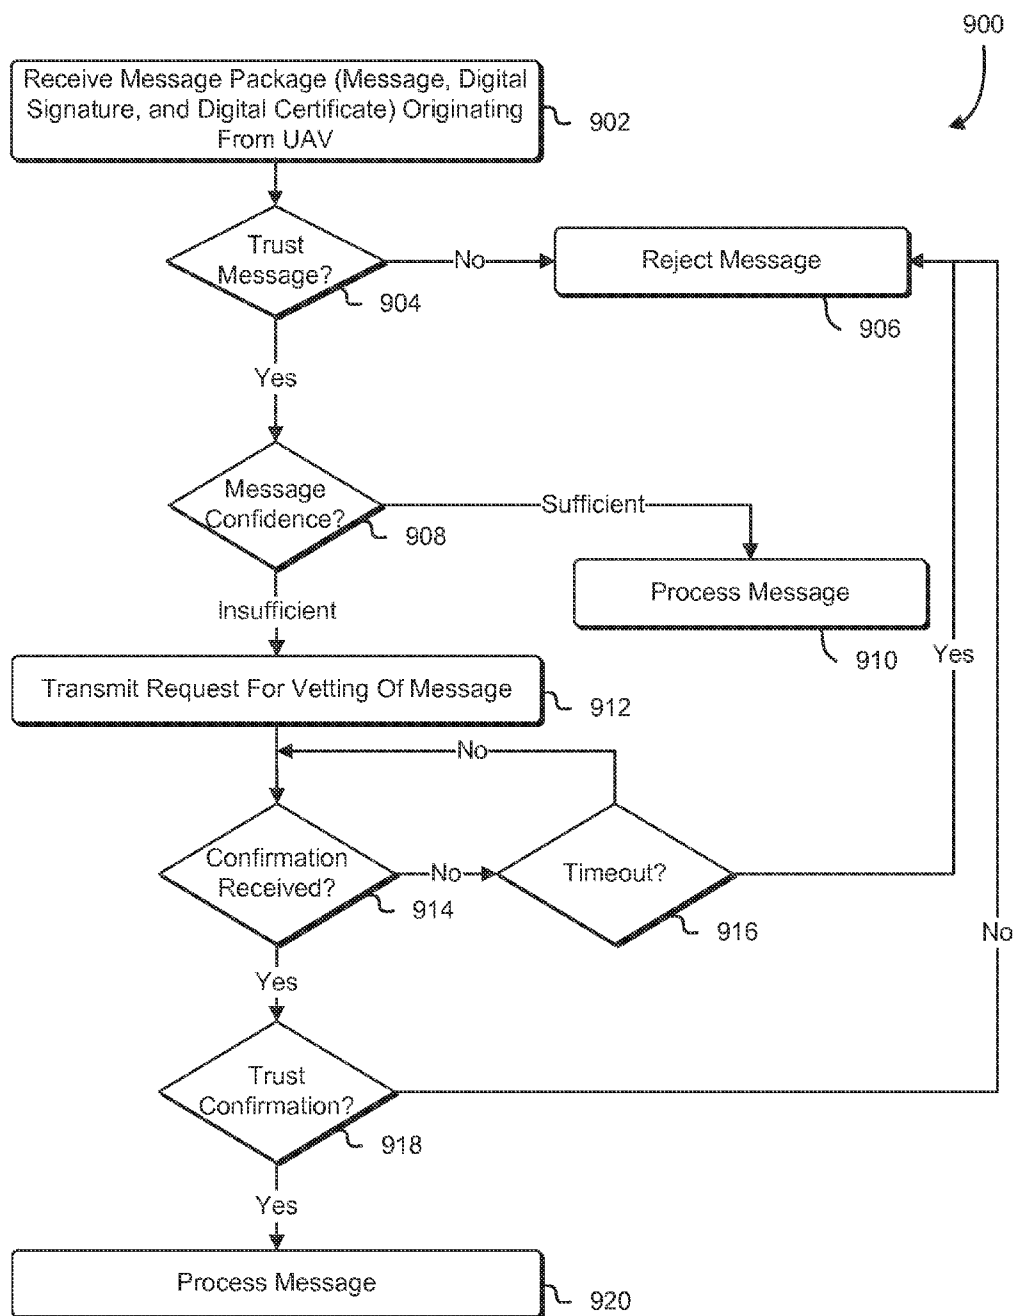 900
Receive Message Package (Message, Digital
Signature, and Digital Certificate) Originating
From UAV
902
Trust
Message?
904
No
Reject Message
906
Yes
Message
Confidence?
908
Sufficient
Process Message
910
Insufficient
Yes
Transmit Request For Vetting Of Message
912
No
Confirmation
Received?
914
No
Timeout?
916
No
Yes
Trust
Confirmation?
918
Yes
Process Message
920